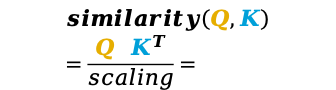 similarity(Q, K)
= Q K^T / scaling =